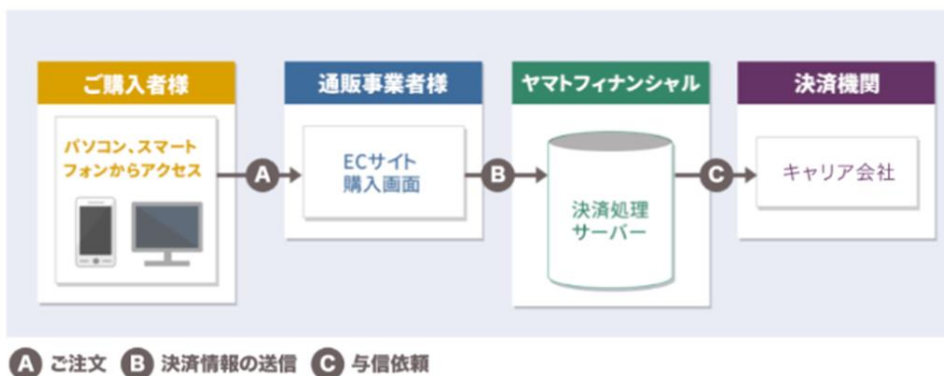 ご購入者様
通販事業者様
ヤマトフィナンシャル
決済機関
パソコン、スマート
フォンからアクセス
A
ECサイト
購入画面
B
決済処理
サーバー
C
キャリア会社
A ご注文 B 決済情報の送信 C 与信依頼